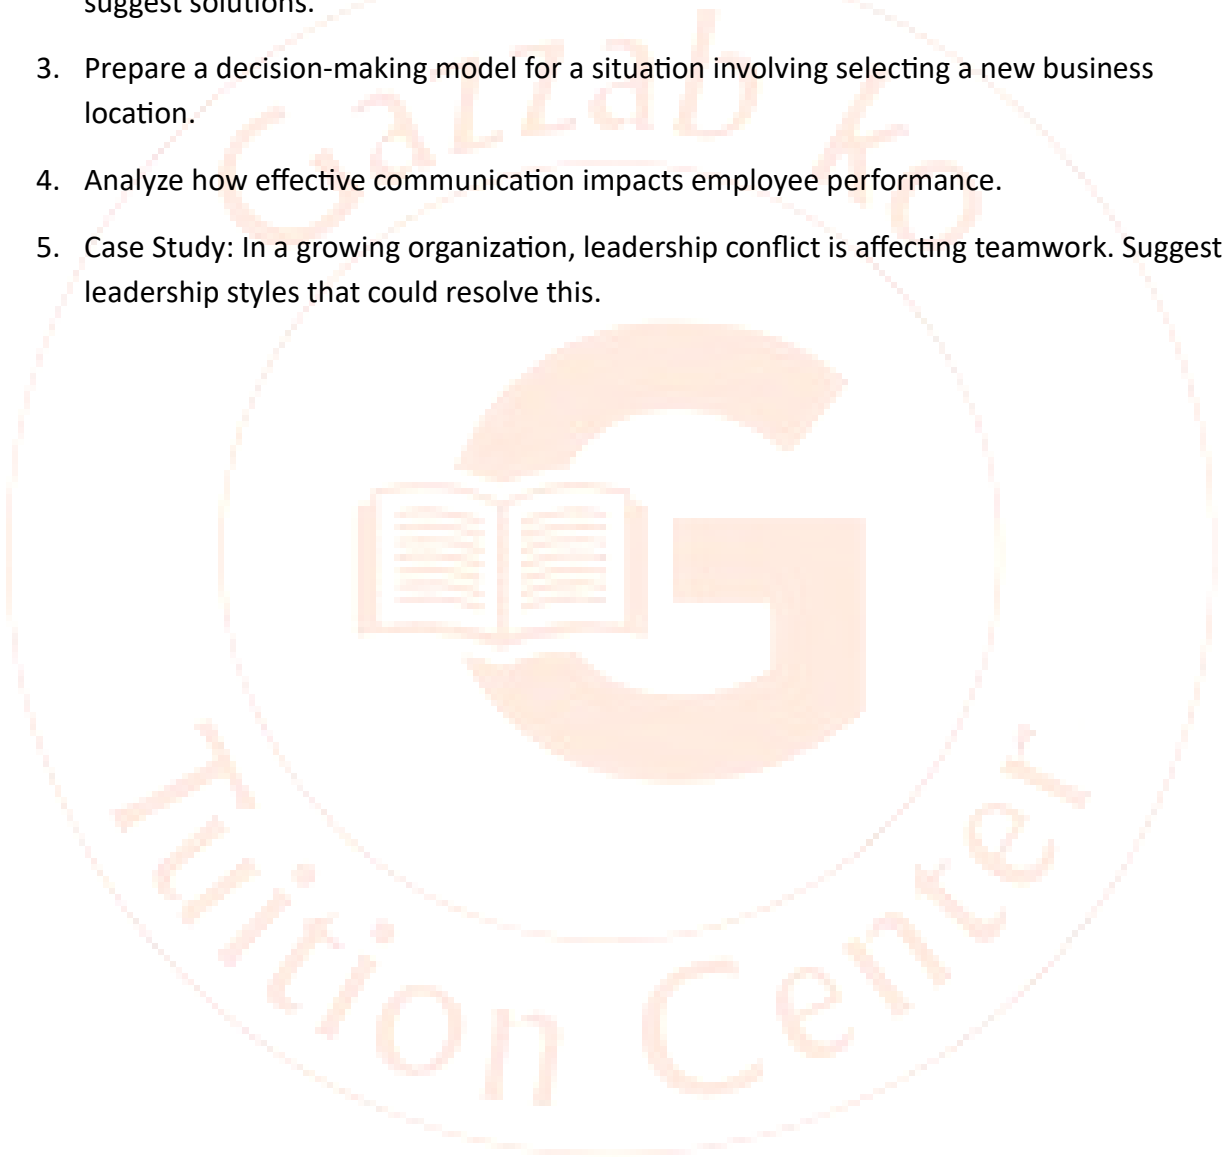 suggest solutions.
3. Prepare a decision-making model for a situation involving selecting a new business
location.
4. Analyze how effective communication impacts employee performance.
5. Case Study: In a growing organization, leadership conflict is affecting teamwork. Suggest
leadership styles that could resolve this.
Gazzab ko
Tuition Center